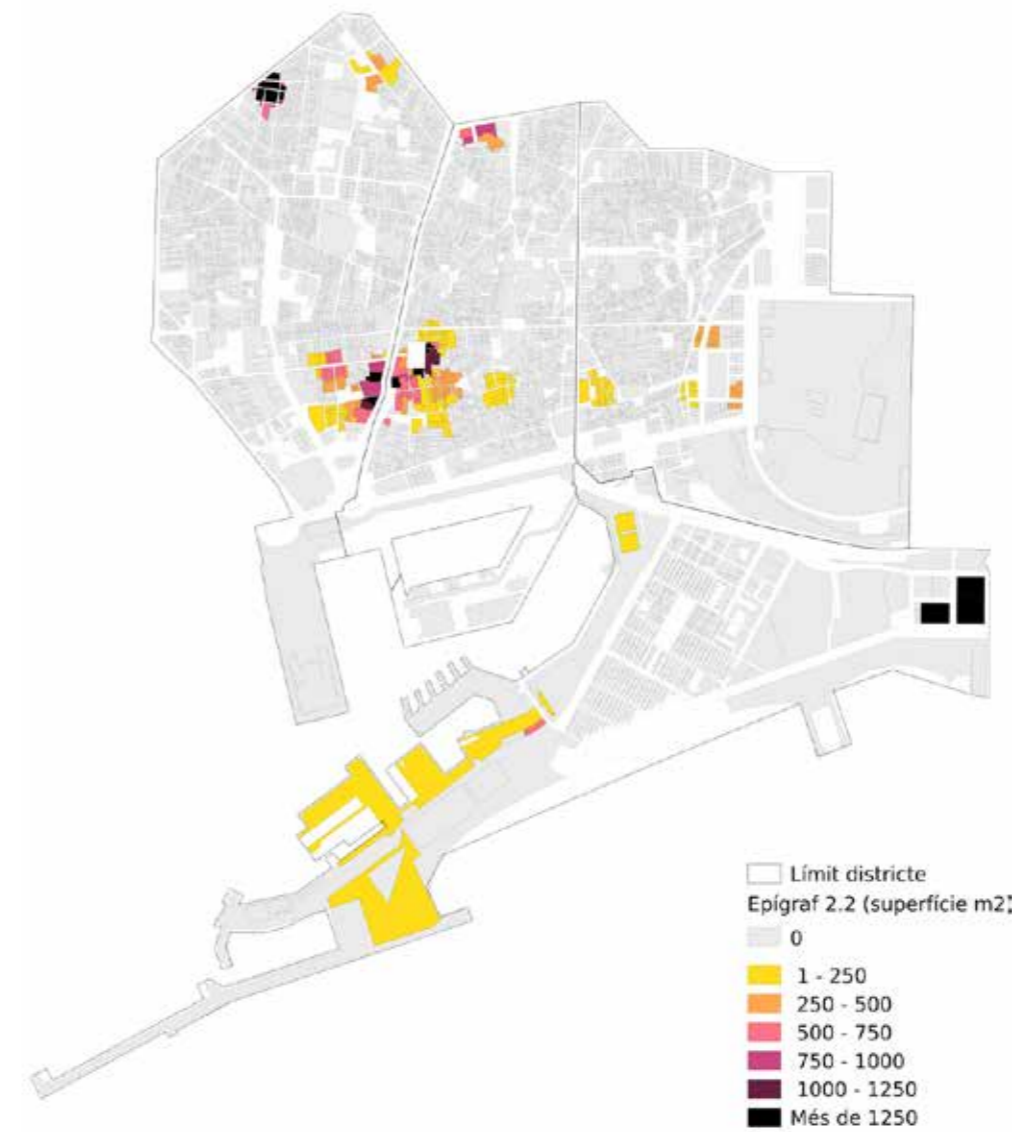 Límit districte
Epígraf 2.2 (superfície m2)
0
1 - 250
250 - 500
500 - 750
750 - 1000
1000 - 1250
Més de 1250